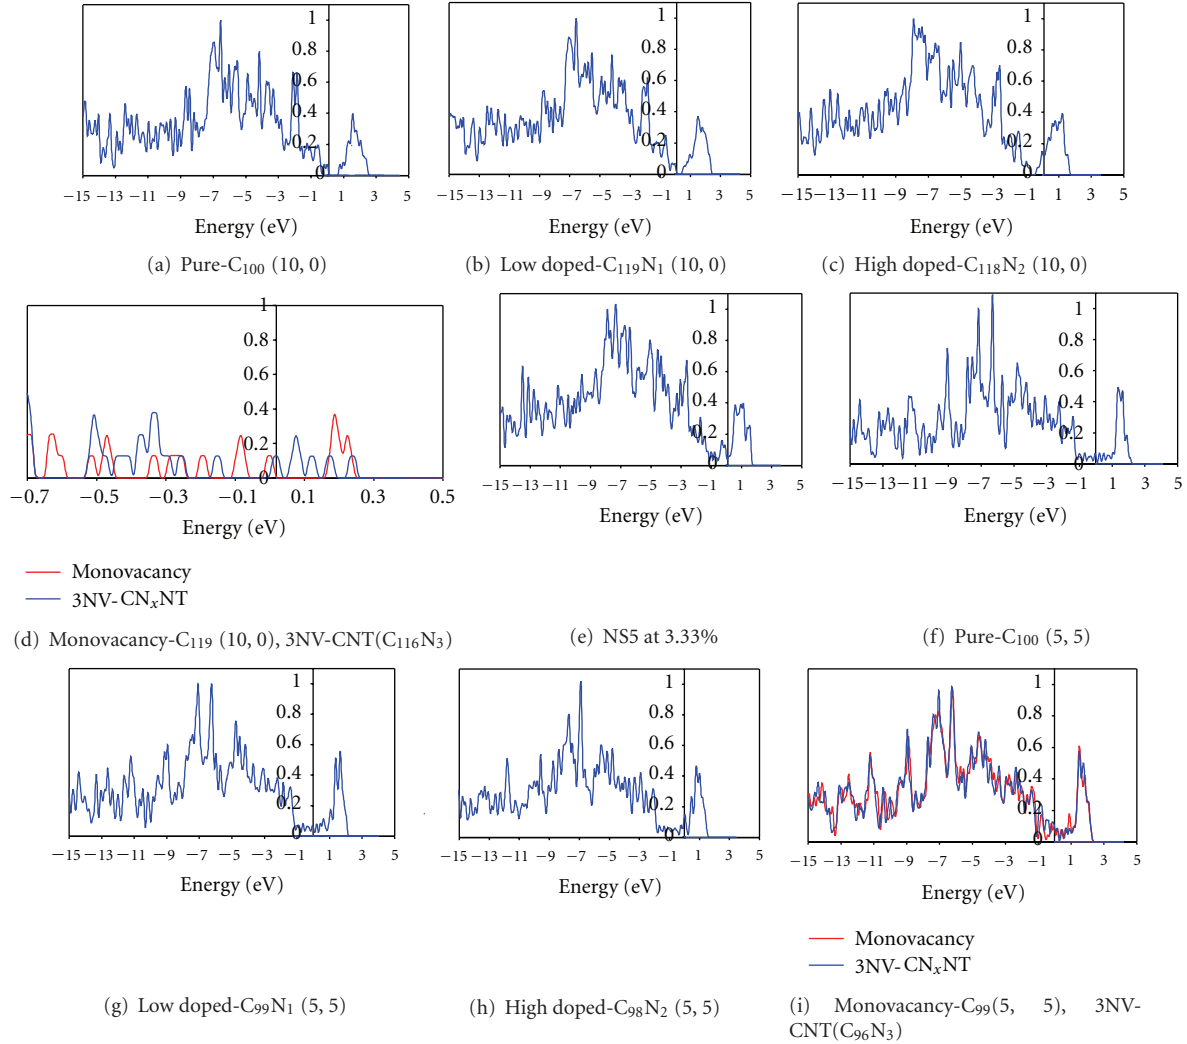 1
0.8
0.6
0.4
0.2
0
−15 −13 −11 −9 −7 −5 −3 −1 1 3 5
Energy (eV)
(a) Pure-C100 (10, 0)
1
0.8
0.6
0.4
0.2
0
−15 −13 −11 −9 −7 −5 −3 −1 1 3 5
Energy (eV)
(b) Low doped-C119N1 (10, 0)
1
0.8
0.6
0.4
0.2
0
−15 −13 −11 −9 −7 −5 −3 −1 1 3 5
Energy (eV)
(c) High doped-C118N2 (10, 0)
1
0.8
0.6
0.4
0.2
0
−0.7 −0.5 −0.3 −0.1 0.1 0.3 0.5
Energy (eV)
Monovacancy
3NV-CNxNT
(d) Monovacancy-C119 (10, 0), 3NV-CNT(C116N3)
1
0.8
0.6
0.4
0.2
0
−15 −13 −11 −9 −7 −5 −3 −1 1 3 5
Energy (eV)
(e) NS5 at 3.33%
1
0.8
0.6
0.4
0.2
0
−15 −13 −11 −9 −7 −5 −3 −1 1 3 5
Energy (eV)
(f) Pure-C100 (5, 5)
1
0.8
0.6
0.4
0.2
0
−15 −13 −11 −9 −7 −5 −3 −1 1 3 5
Energy (eV)
(g) Low doped-C99N1 (5, 5)
1
0.8
0.6
0.4
0.2
0
−15 −13 −11 −9 −7 −5 −3 −1 1 3 5
Energy (eV)
(h) High doped-C98N2 (5, 5)
1
0.8
0.6
0.4
0.2
0
−15 −13 −11 −9 −7 −5 −3 −1 1 3 5
Energy (eV)
Monovacancy
3NV-CNxNT
(i) Monovacancy-C99(5, 5), 3NV-
CNT(C96N3)